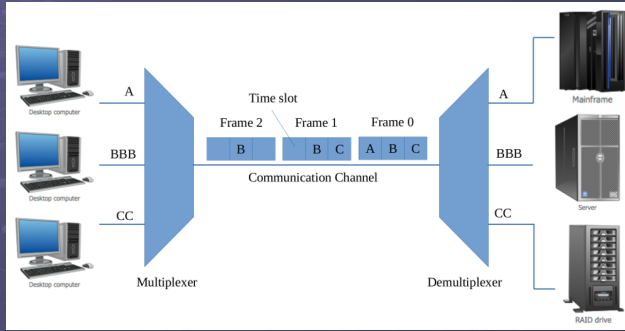 A
Desktop computer
BBB
Desktop computer
CC
Desktop computer
Multiplexer
Time slot
Frame 2 Frame 1 Frame 0
B B C A B C
Communication Channel
Demultiplexer
A
Mainframe
BBB
Server
CC
RAID drive